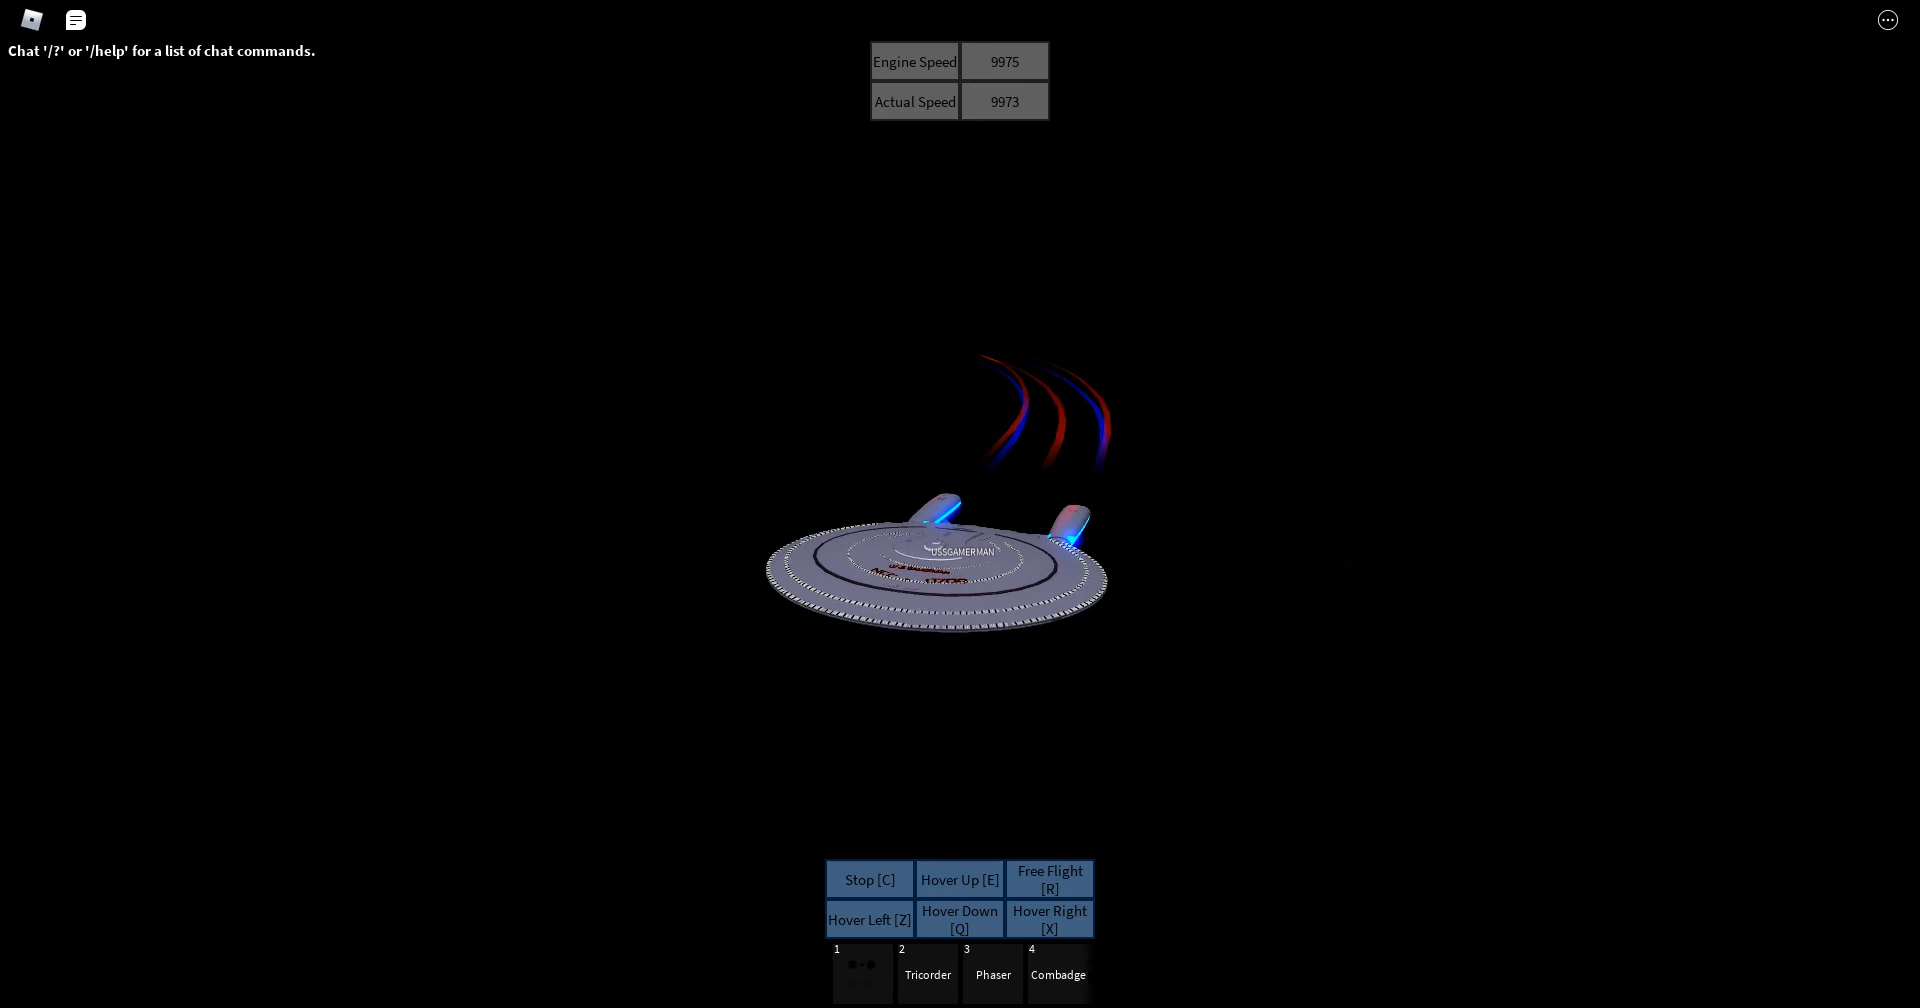 Chat '/?' or '/help' for a list of chat commands.
Engine Speed 9975
Actual Speed 9973
USSGAMERMAN
Stop [C]
Hover Up [E]
Free Flight
[R]
Hover Left [Z]
Hover Down
[Q]
Hover Right
[X]
1
2
3
4
Tricorder
Phaser
Combadge